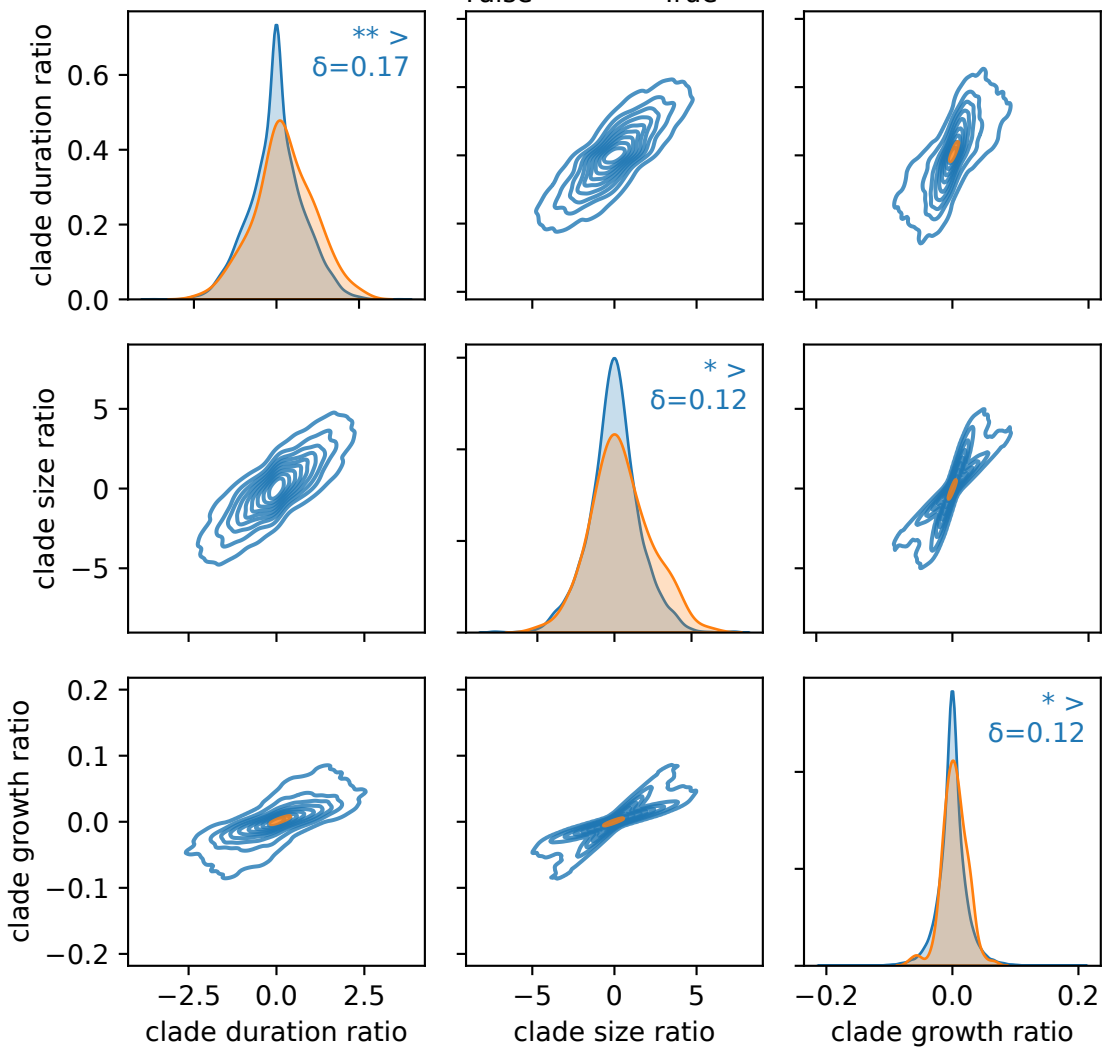 ** >
δ=0.17
clade duration ratio
0.6
0.4
0.2
0.0
* >
δ=0.12
clade size ratio
5
0
−5
* >
δ=0.12
clade growth ratio
0.2
0.1
0.0
−0.1
−0.2
−2.5 0.0 2.5
−5 0 5
−0.2 0.0 0.2
clade duration ratio
clade size ratio
clade growth ratio